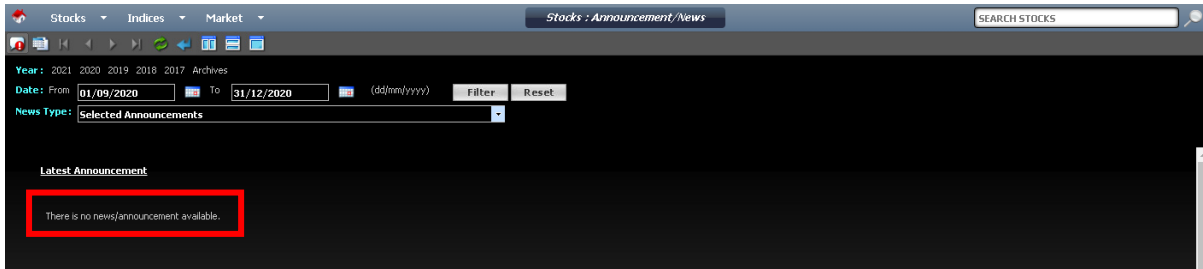 Stocks Indices Market Stocks : Announcement/News SEARCH STOCKS
Year: 2021 2020 2019 2018 2017 Archives
Date: From 01/09/2020 To 31/12/2020 (dd/mm/yyyy) Filter Reset
News Type: Selected Announcements
Latest Announcement
There is no news/announcement available.